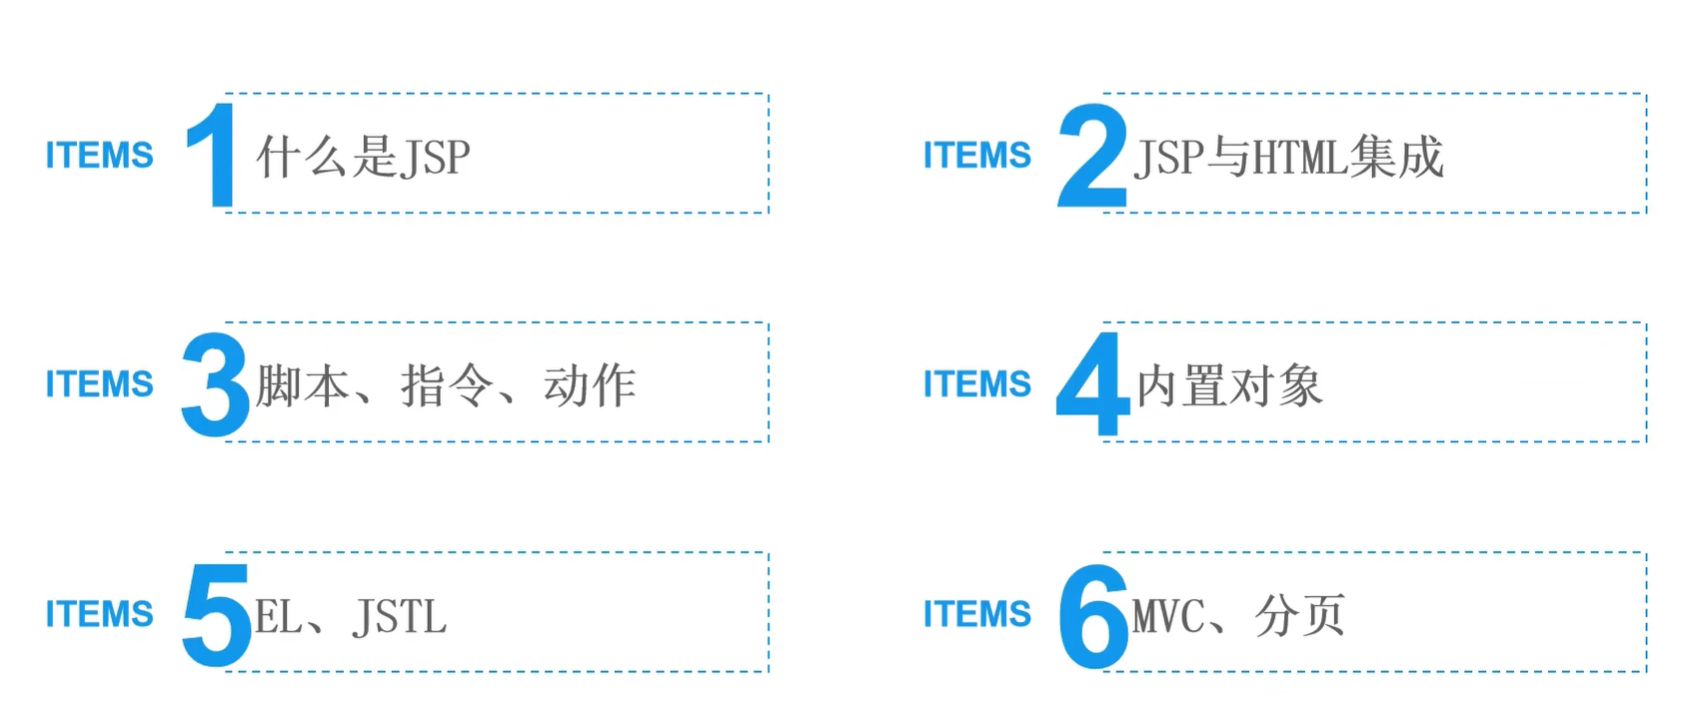 ITEMS 1 什么是JSP
ITEMS 2 JSP与HTML集成
ITEMS 3 脚本、指令、动作
ITEMS 4 内置对象
ITEMS 5 EL、JSTL
ITEMS 6 MVC、分页